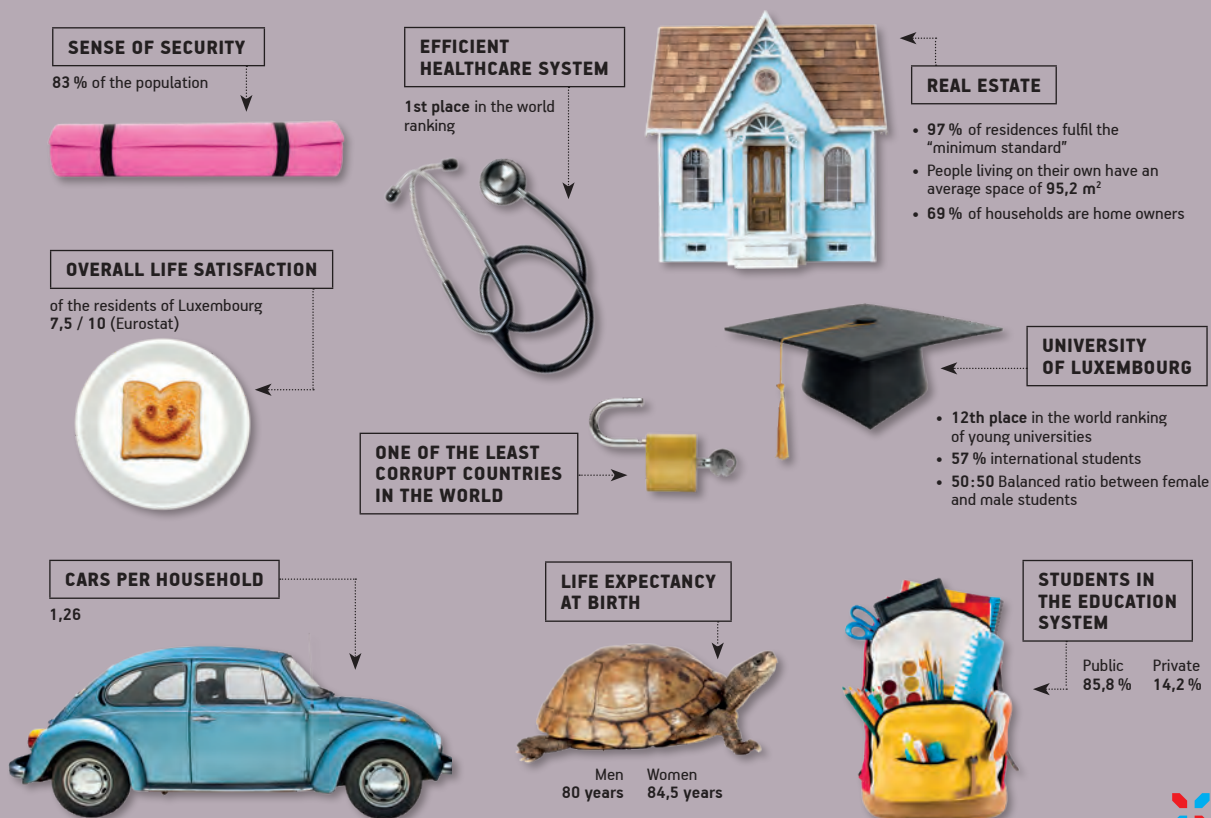 SENSE OF SECURITY
83 % of the population
EFFICIENT
HEALTHCARE SYSTEM
1st place in the world
ranking
REAL ESTATE
• 97 % of residences fulfil the
“minimum standard”
• People living on their own have an
average space of 95,2 m²
• 69 % of households are home owners
OVERALL LIFE SATISFACTION
of the residents of Luxembourg
7,5 / 10 (Eurostat)
UNIVERSITY
OF LUXEMBOURG
• 12th place in the world ranking
of young universities
• 57 % international students
• 50:50 Balanced ratio between female
and male students
ONE OF THE LEAST
CORRUPT COUNTRIES
IN THE WORLD
CARS PER HOUSEHOLD
1,26
LIFE EXPECTANCY
AT BIRTH
Men Women
80 years 84,5 years
STUDENTS IN
THE EDUCATION
SYSTEM
Public Private
85,8 % 14,2 %